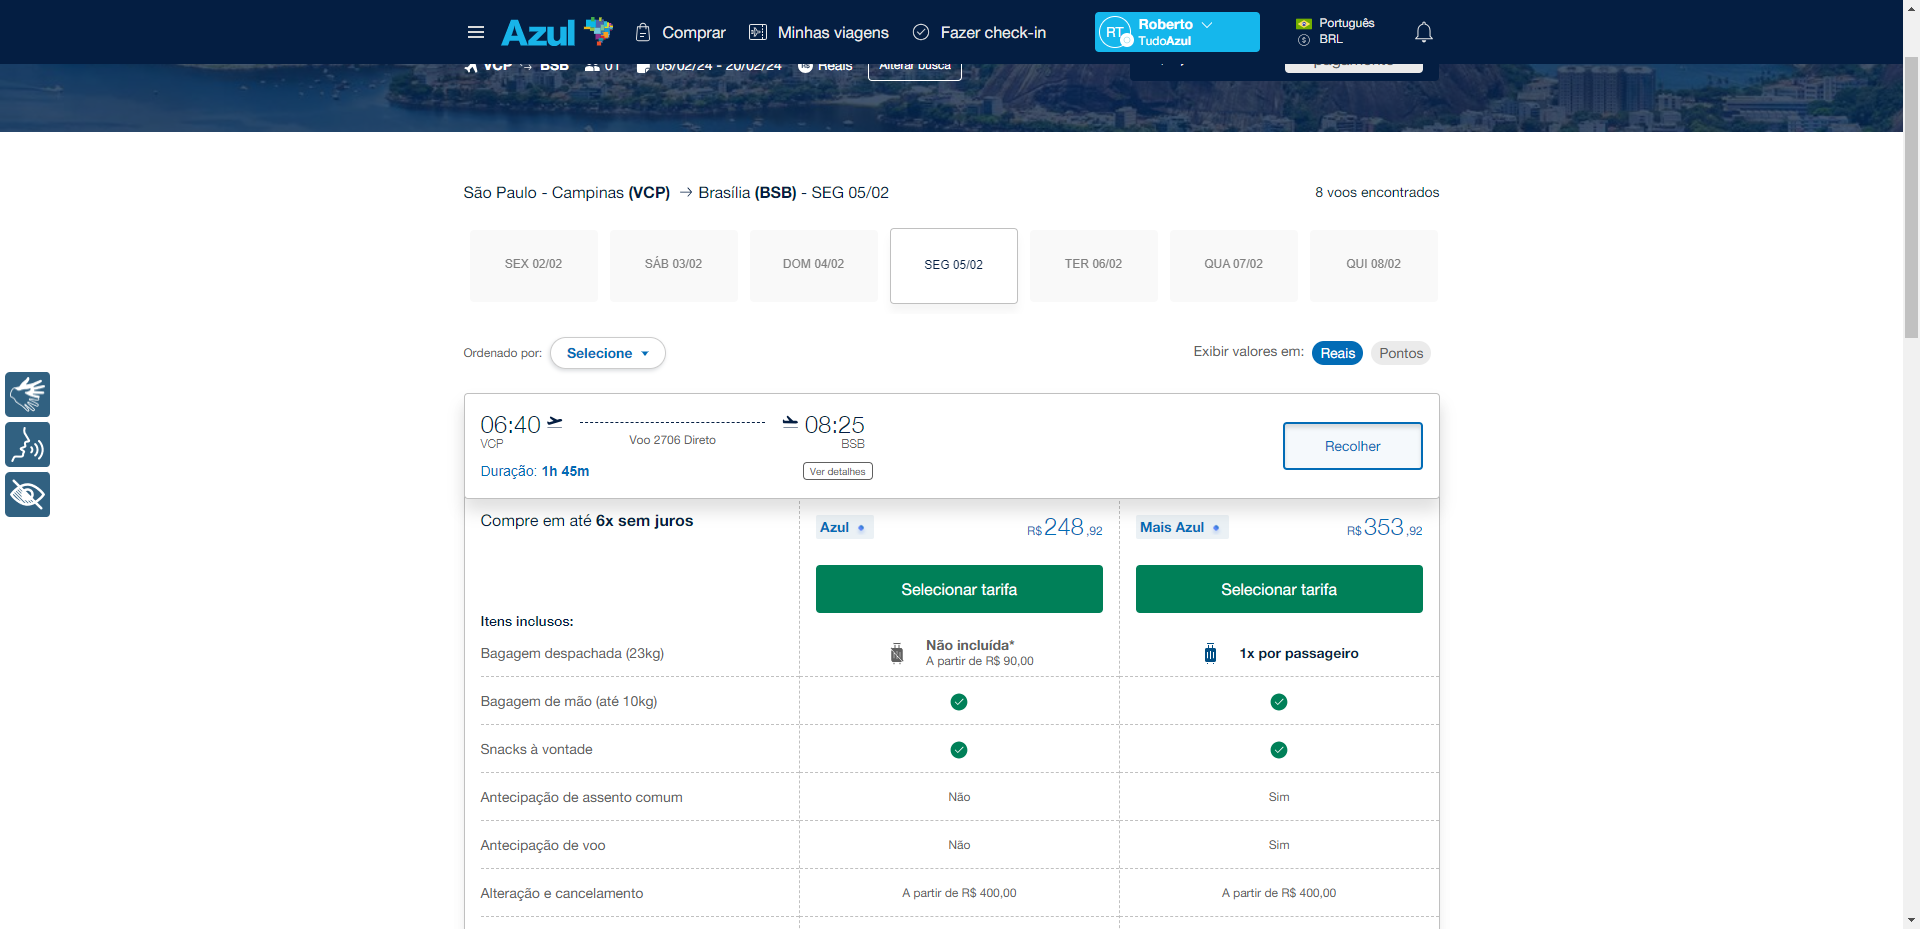 Azul
Comprar
Minhas viagens
Fazer check-in
RT
Roberto
TudoAzul
Português
BRL
VCP
BSB
01
05/02/24 - 20/02/24
Reais
Alterar busca
pagamento
São Paulo - Campinas (VCP) → Brasília (BSB) - SEG 05/02
8 voos encontrados
SEX 02/02
SÁB 03/02
DOM 04/02
SEG 05/02
TER 06/02
QUA 07/02
QUI 08/02
Ordenado por:
Selecione
Exibir valores em:
Reais
Pontos
06:40
VCP
Voo 2706 Direto
08:25
BSB
Duração: 1h 45m
Ver detalhes
Recolher
Compre em até 6x sem juros
Azul
R$248,92
Mais Azul
R$353,92
Selecionar tarifa
Selecionar tarifa
Itens inclusos:
Bagagem despachada (23kg)
Não incluída*
A partir de R$ 90,00
1x por passageiro
Bagagem de mão (até 10kg)
Snacks à vontade
Antecipação de assento comum
Não
Sim
Antecipação de voo
Não
Sim
Alteração e cancelamento
A partir de R$ 400,00
A partir de R$ 400,00